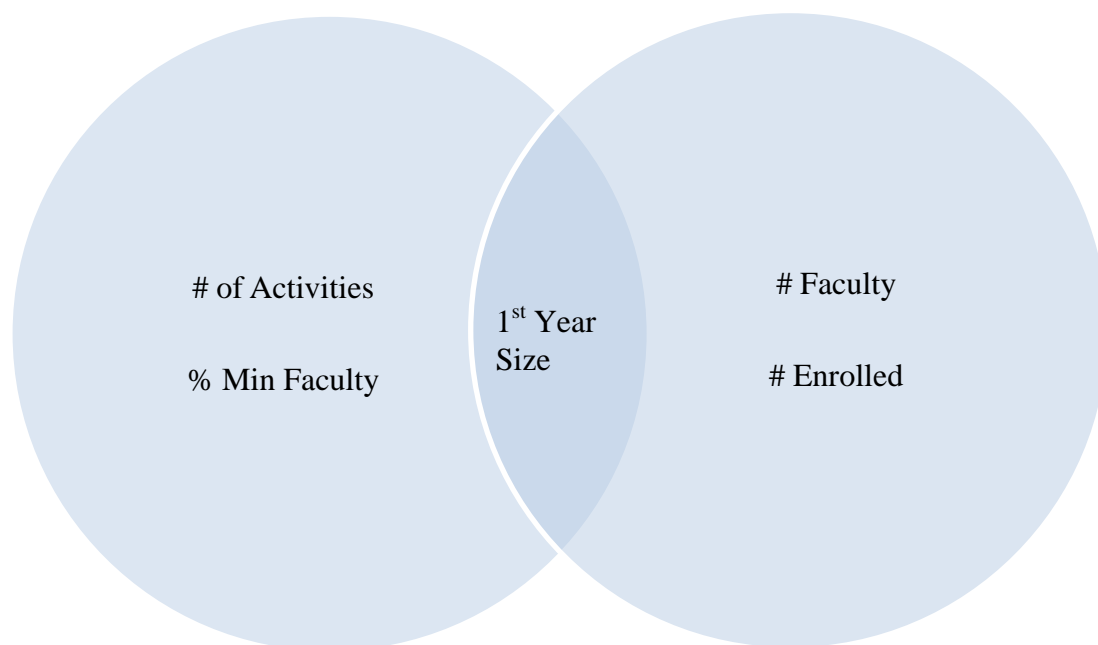 # of Activities
% Min Faculty
1st Year
Size
# Faculty
# Enrolled